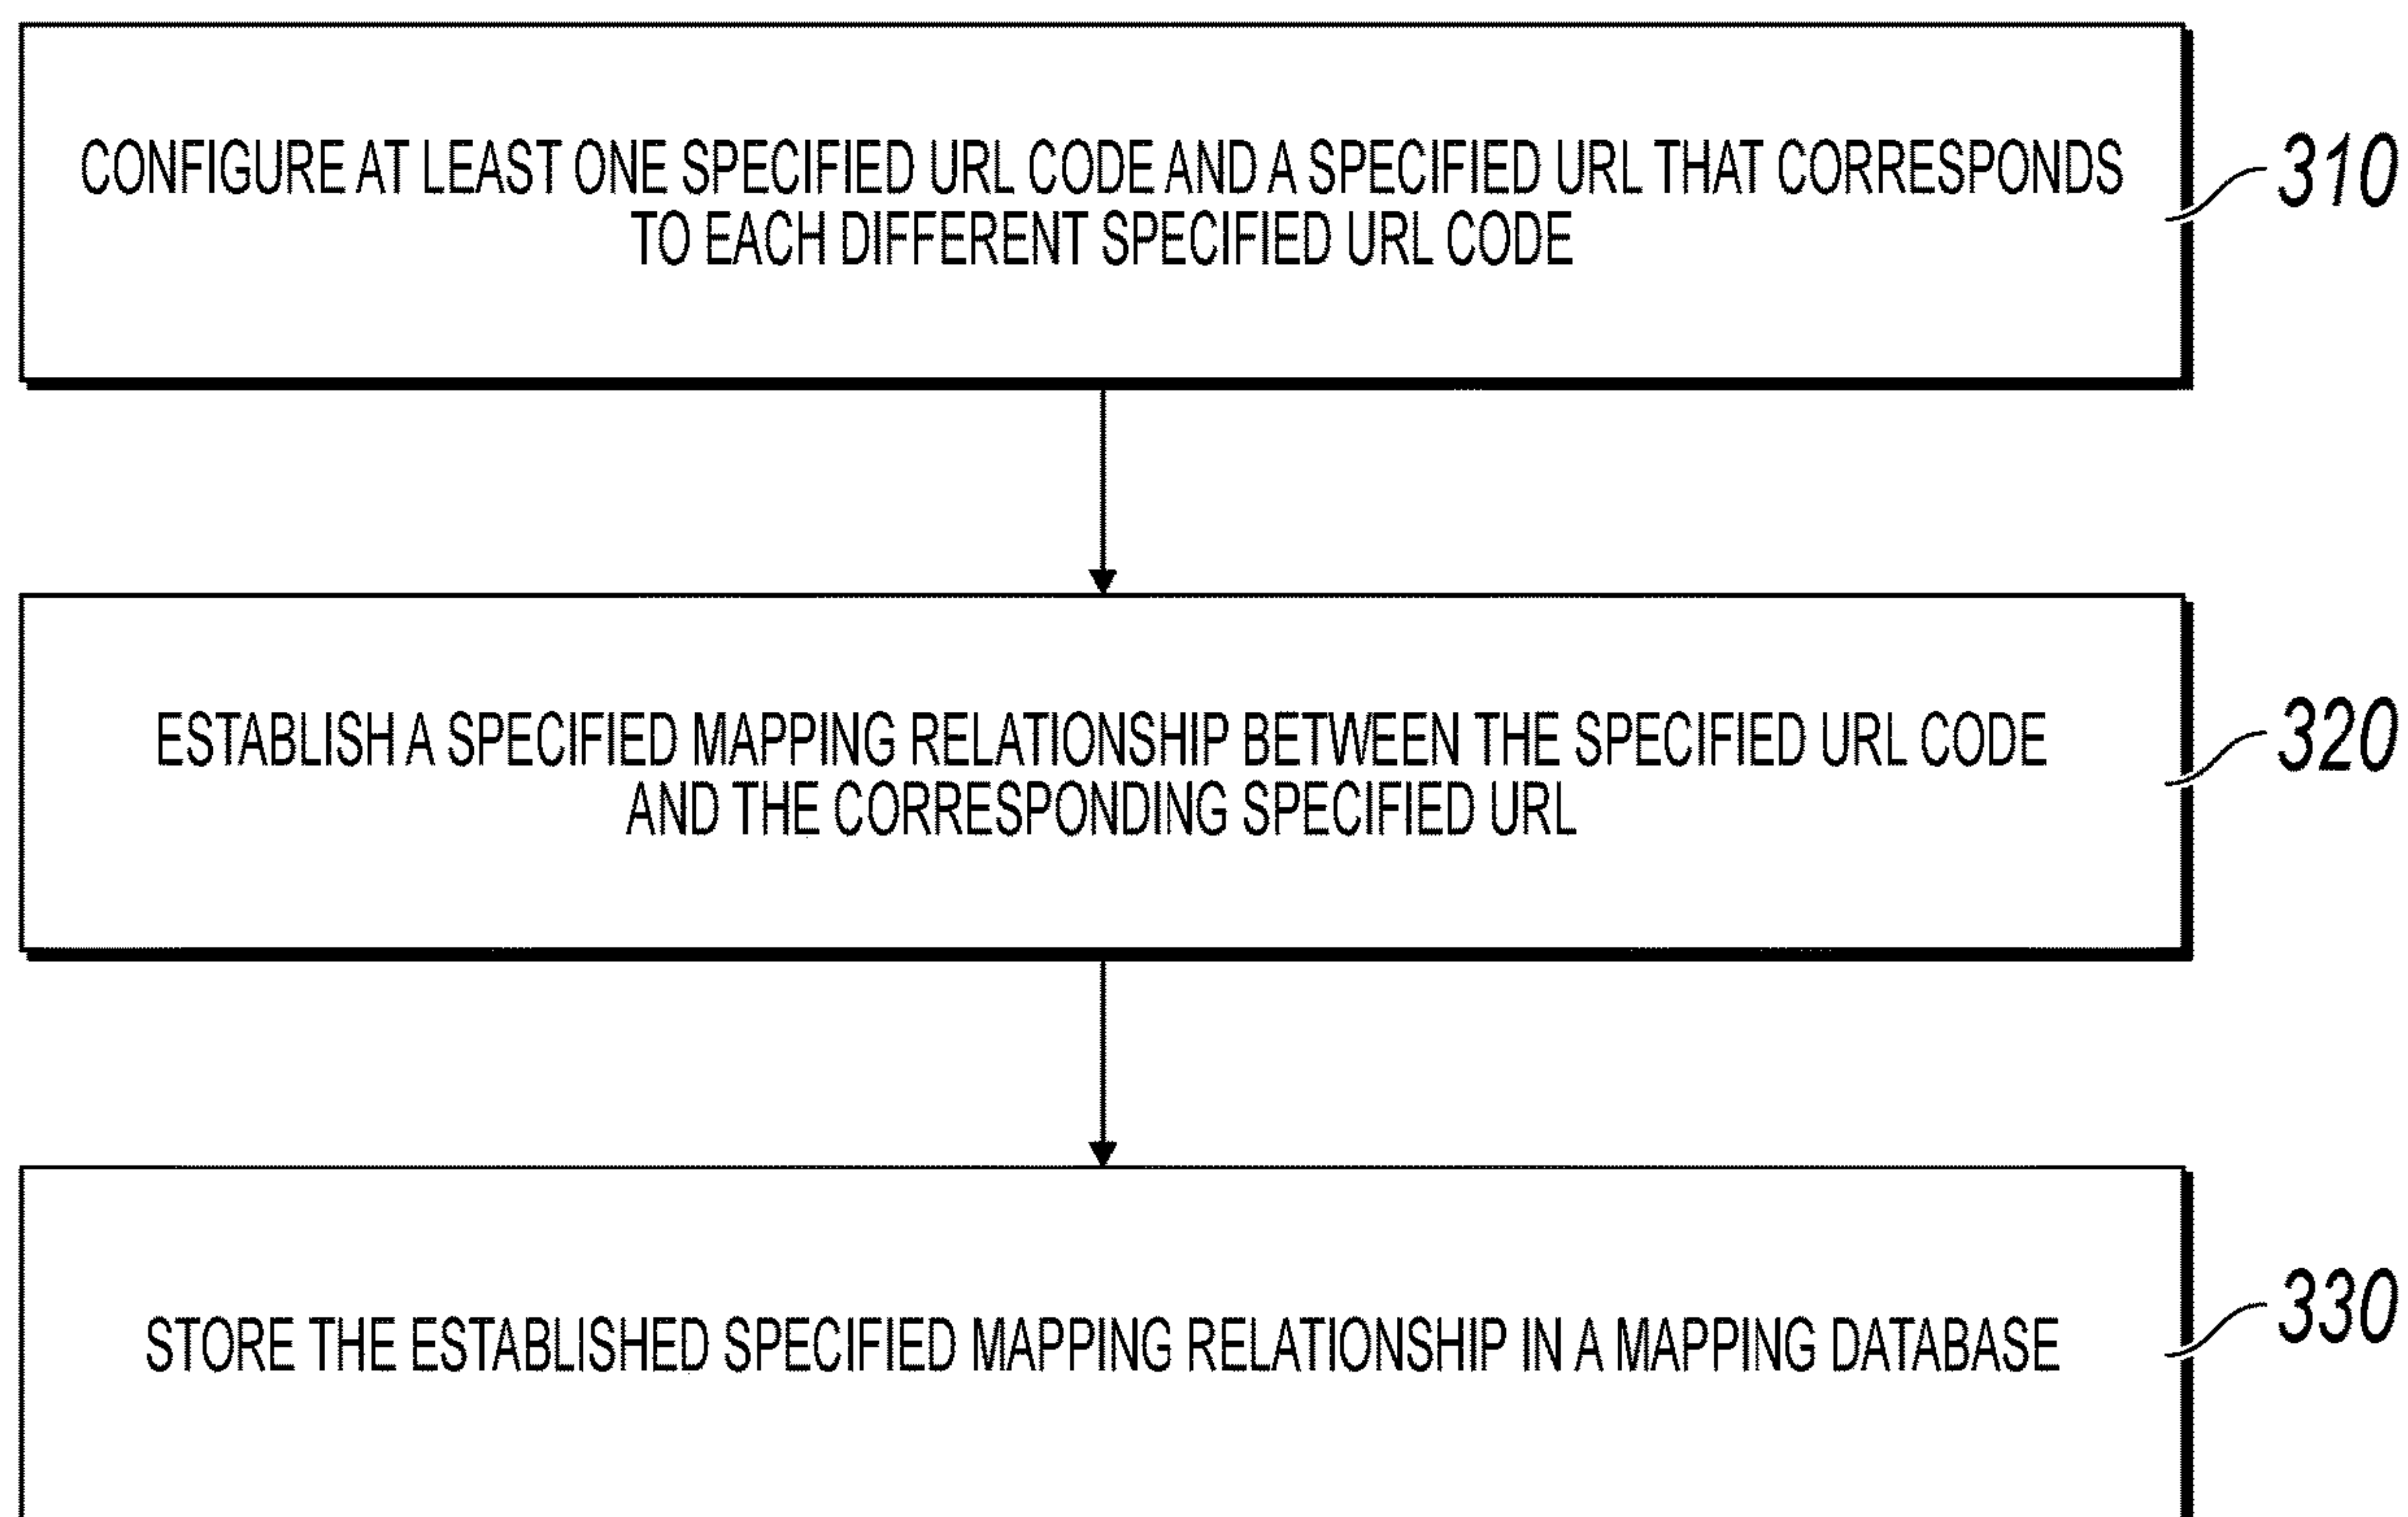 CONFIGURE AT LEAST ONE SPECIFIED URL CODE AND A SPECIFIED URL THAT CORRESPONDS
TO EACH DIFFERENT SPECIFIED URL CODE
310
ESTABLISH A SPECIFIED MAPPING RELATIONSHIP BETWEEN THE SPECIFIED URL CODE
AND THE CORRESPONDING SPECIFIED URL
320
STORE THE ESTABLISHED SPECIFIED MAPPING RELATIONSHIP IN A MAPPING DATABASE
330